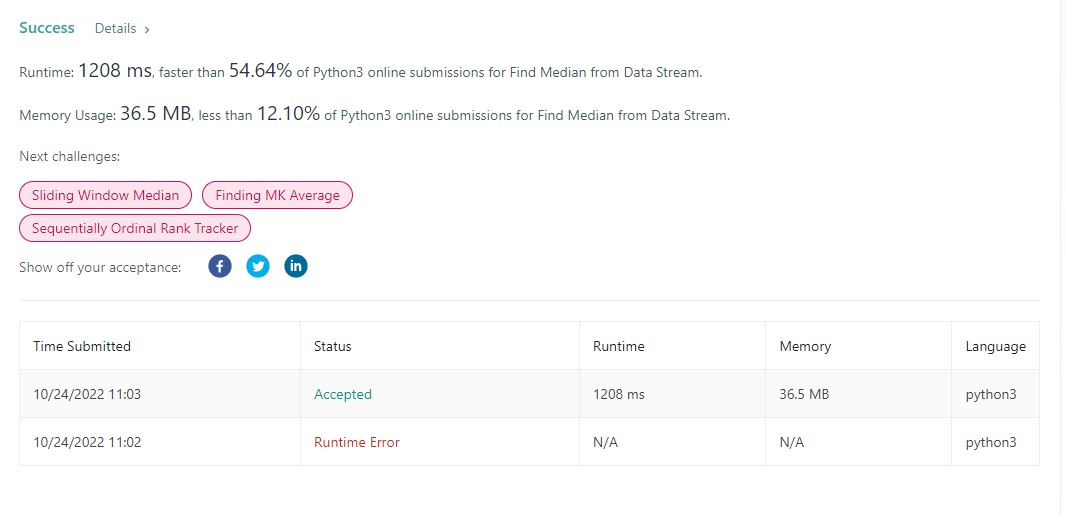 Success Details >
Runtime: 1208 ms, faster than 54.64% of Python3 online submissions for Find Median from Data Stream.
Memory Usage: 36.5 MB, less than 12.10% of Python3 online submissions for Find Median from Data Stream.
Next challenges:
Sliding Window Median Finding MK Average
Sequentially Ordinal Rank Tracker
Show off your acceptance: f in
Time Submitted Status Runtime Memory Language
10/24/2022 11:03 Accepted 1208 ms 36.5 MB python3
10/24/2022 11:02 Runtime Error N/A N/A python3